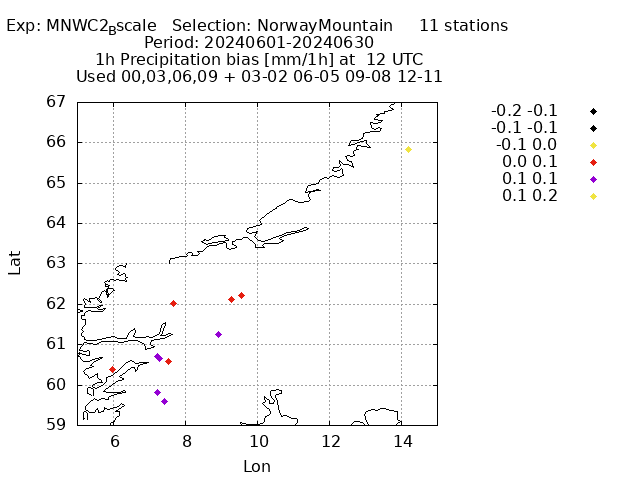 Exp: MNWC2Bscale Selection: NorwayMountain 11 stations
Period: 20240601-20240630
1h Precipitation bias [mm/1h] at 12 UTC
Used 00,03,06,09 + 03-02 06-05 09-08 12-11
67
66
65
64
63
62
61
60
59
Lat
6 8 10 12 14
Lon
-0.2 -0.1
-0.1 -0.1
-0.1 0.0
0.0 0.1
0.1 0.1
0.1 0.2